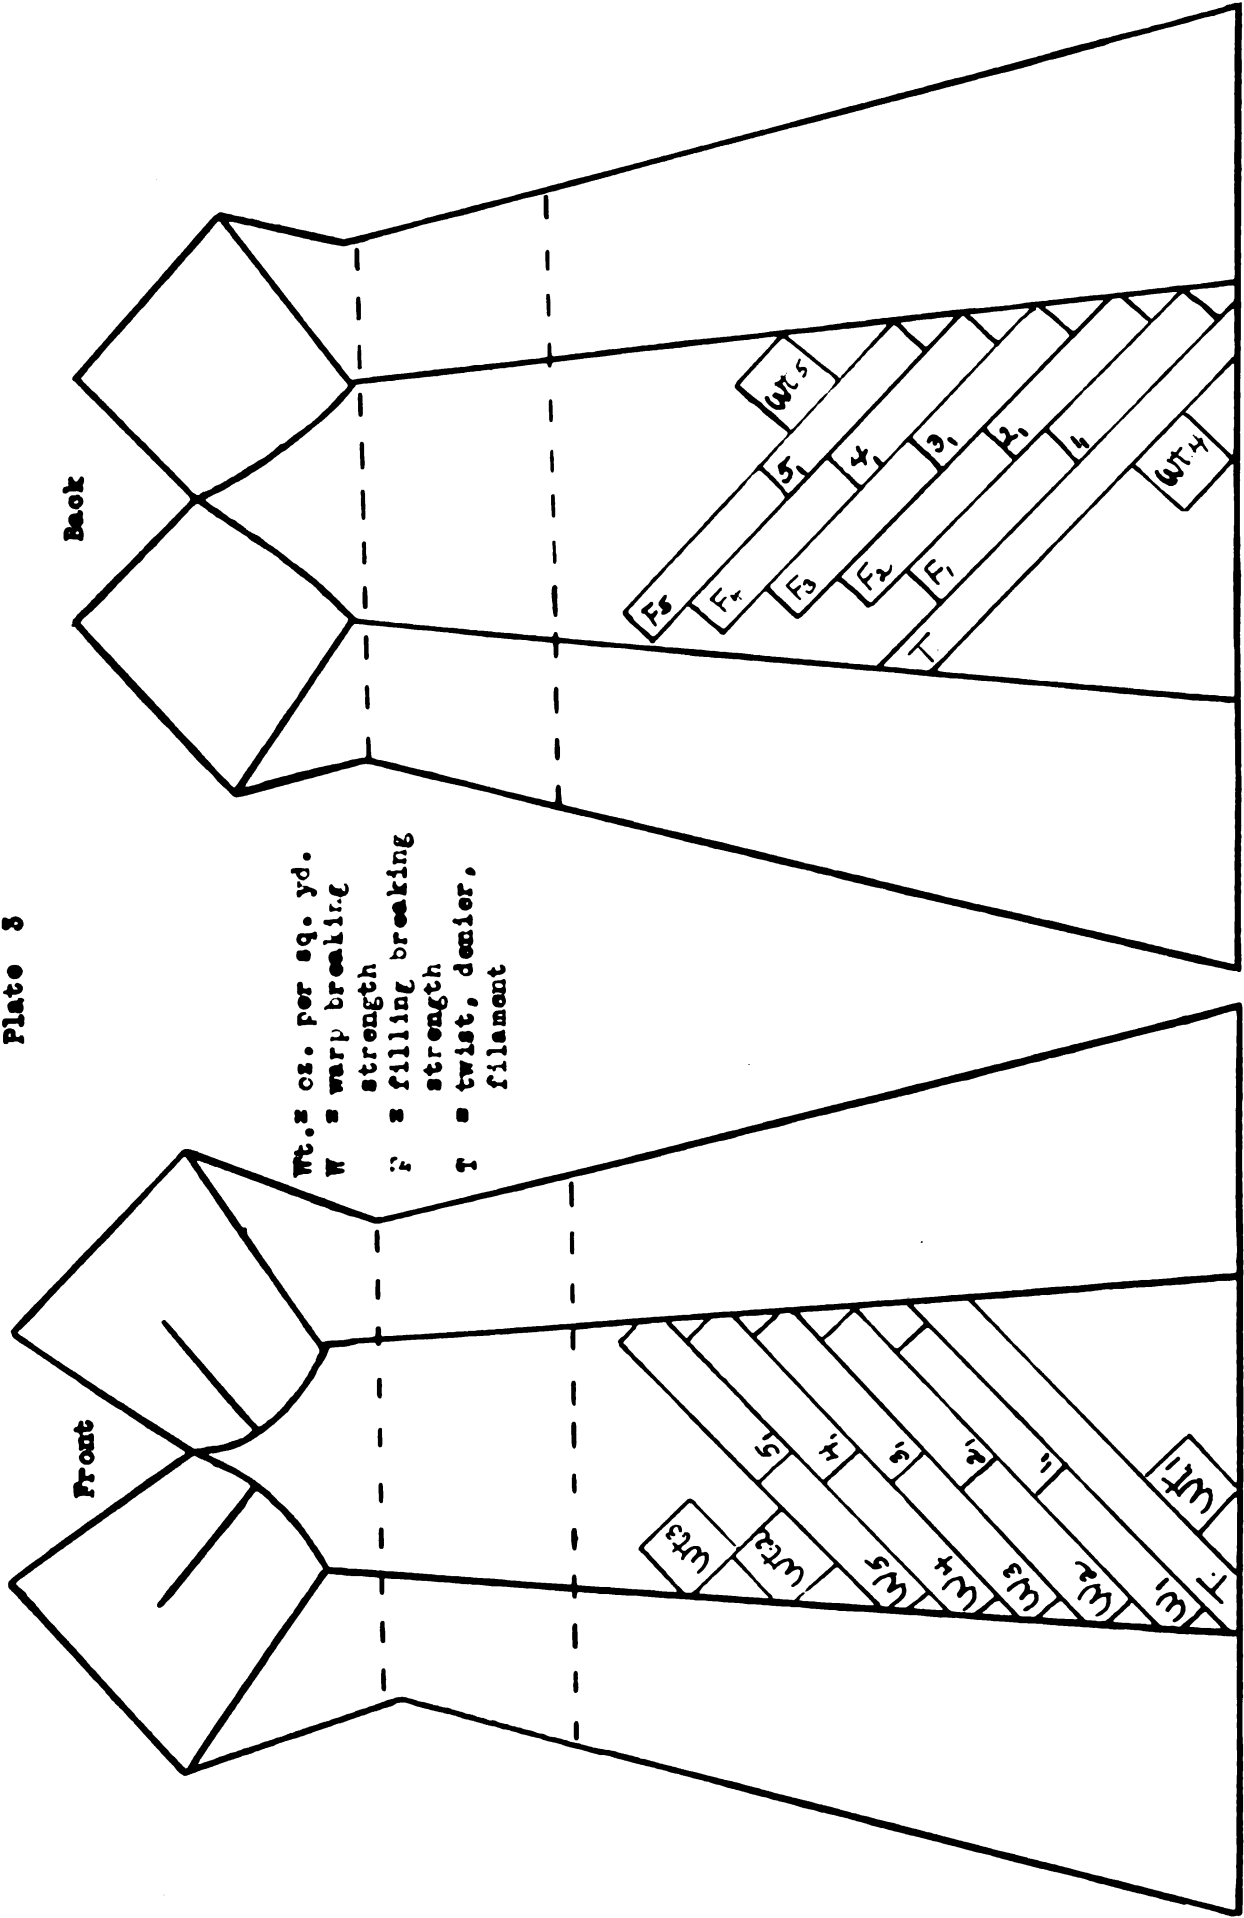 Plate 3
Front
Back
Wt.= oz. per sq. yd.
W = warp breaking
strength
F = filling breaking
strength
T = twist, denier,
filament
Wt.3
Wt.2
W5
W4
W3
W2
W1
T.
Wt.1
5,
4,
3,
2,
1,
Wt 5
5,
4,
3,
2,
F5
F4
F3
F2
F1
T
Wt.4